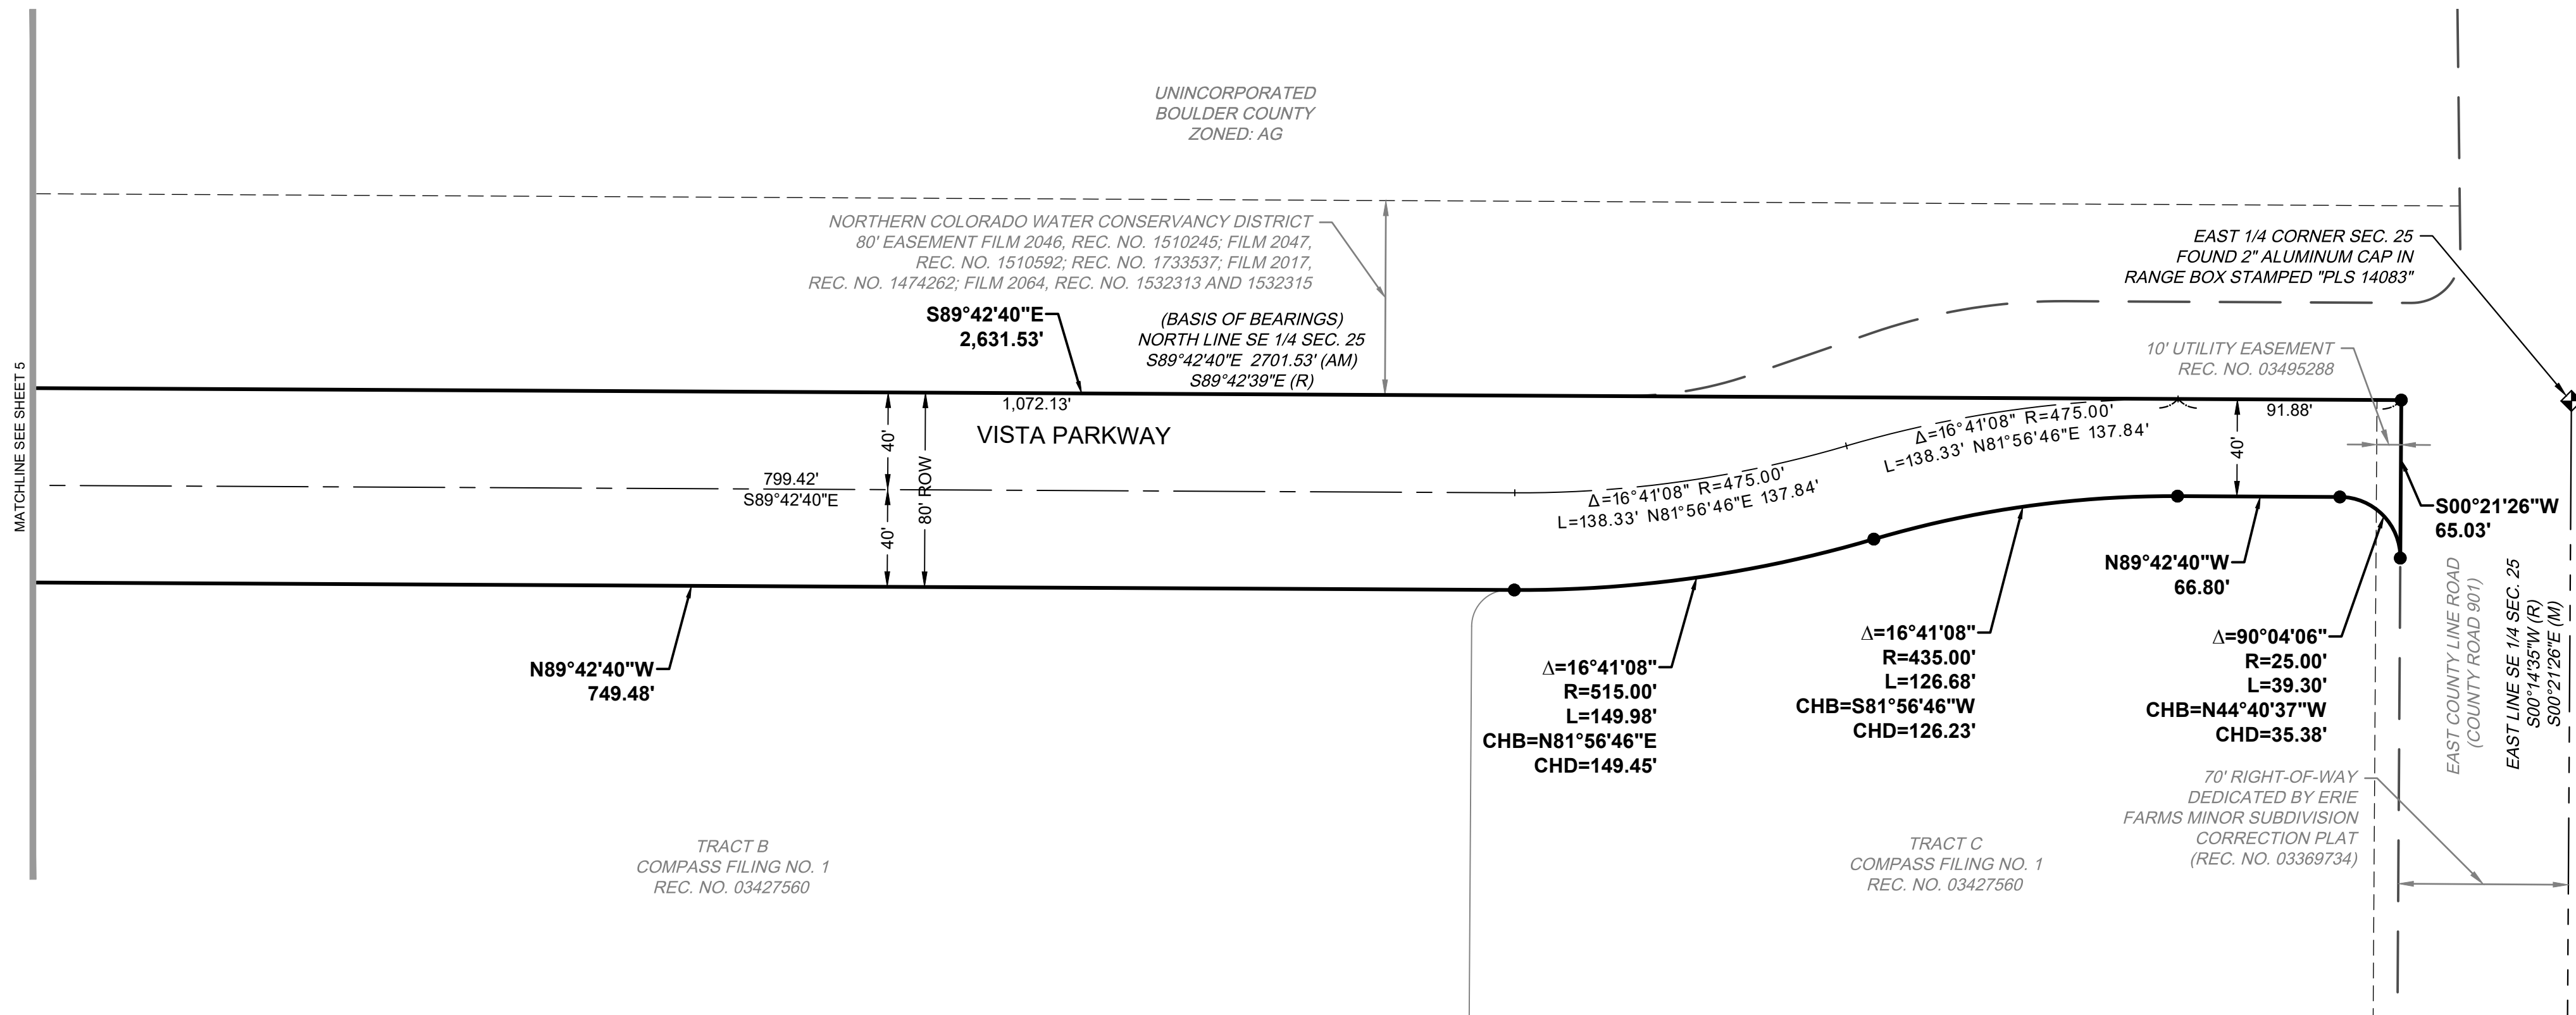 UNINCORPORATED
BOULDER COUNTY
ZONED: AG
NORTHERN COLORADO WATER CONSERVANCY DISTRICT
80' EASEMENT FILM 2046, REC. NO. 1510245; FILM 2047,
REC. NO. 1510592; REC. NO. 1733537; FILM 2017,
REC. NO. 1474262; FILM 2064, REC. NO. 1532313 AND 1532315
EAST 1/4 CORNER SEC. 25
FOUND 2" ALUMINUM CAP IN
RANGE BOX STAMPED "PLS 14083"
S89°42'40"E
2,631.53'
(BASIS OF BEARINGS)
NORTH LINE SE 1/4 SEC. 25
S89°42'40"E 2701.53' (AM)
S89°42'39"E (R)
10' UTILITY EASEMENT
REC. NO. 03495288
MATCHLINE SEE SHEET 5
1,072.13'
VISTA PARKWAY
91.88'
40'
40'
80' ROW
40'
799.42'
S89°42'40"E
Δ=16°41'08" R=475.00'
L=138.33' N81°56'46"E 137.84'
Δ=16°41'08" R=475.00'
L=138.33' N81°56'46"E 137.84'
S00°21'26"W
65.03'
N89°42'40"W
66.80'
N89°42'40"W
749.48'
Δ=16°41'08"
R=515.00'
L=149.98'
CHB=N81°56'46"E
CHD=149.45'
Δ=16°41'08"
R=435.00'
L=126.68'
CHB=S81°56'46"W
CHD=126.23'
Δ=90°04'06"
R=25.00'
L=39.30'
CHB=N44°40'37"W
CHD=35.38'
EAST COUNTY LINE ROAD
(COUNTY ROAD 901)
EAST LINE SE 1/4 SEC. 25
S00°14'35"W (R)
S00°21'26"E (M)
70' RIGHT-OF-WAY
DEDICATED BY ERIE
FARMS MINOR SUBDIVISION
CORRECTION PLAT
(REC. NO. 03369734)
TRACT B
COMPASS FILING NO. 1
REC. NO. 03427560
TRACT C
COMPASS FILING NO. 1
REC. NO. 03427560